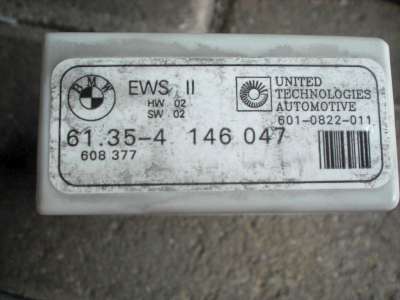 BMW
EWS II
HW 02
SW. 02
UNITED
TECHNOLOGIES
AUTOMOTIVE
601-0822-011
61.35-4 146 047
608 377